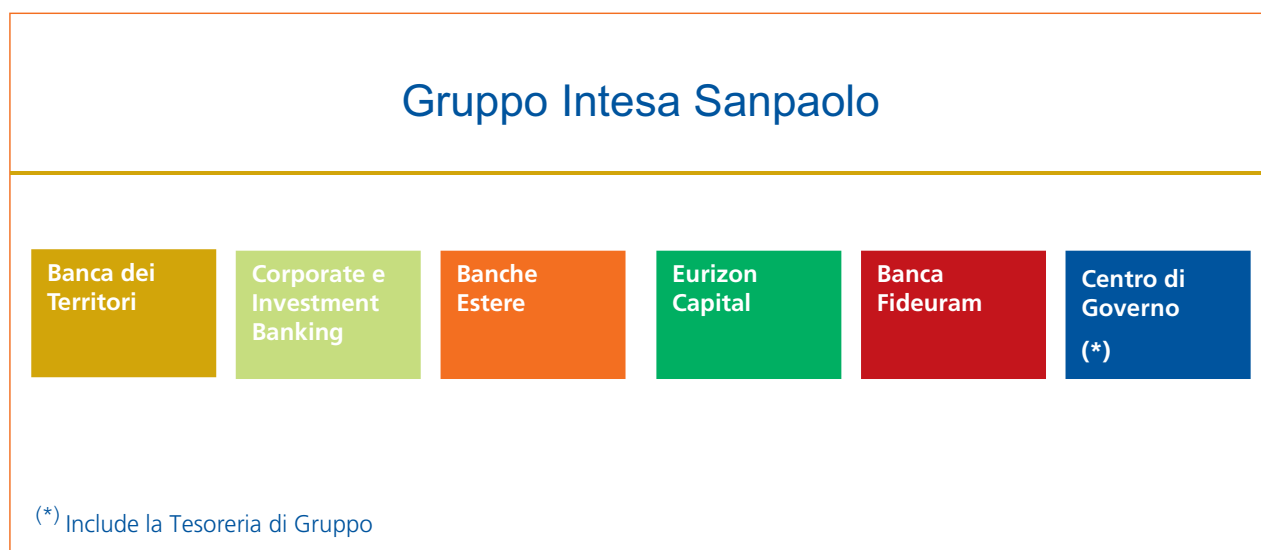 Gruppo Intesa Sanpaolo
Banca dei
Territori
Corporate e
Investment
Banking
Banche
Estere
Eurizon
Capital
Banca
Fideuram
Centro di
Governo
(*)
(*) Include la Tesoreria di Gruppo